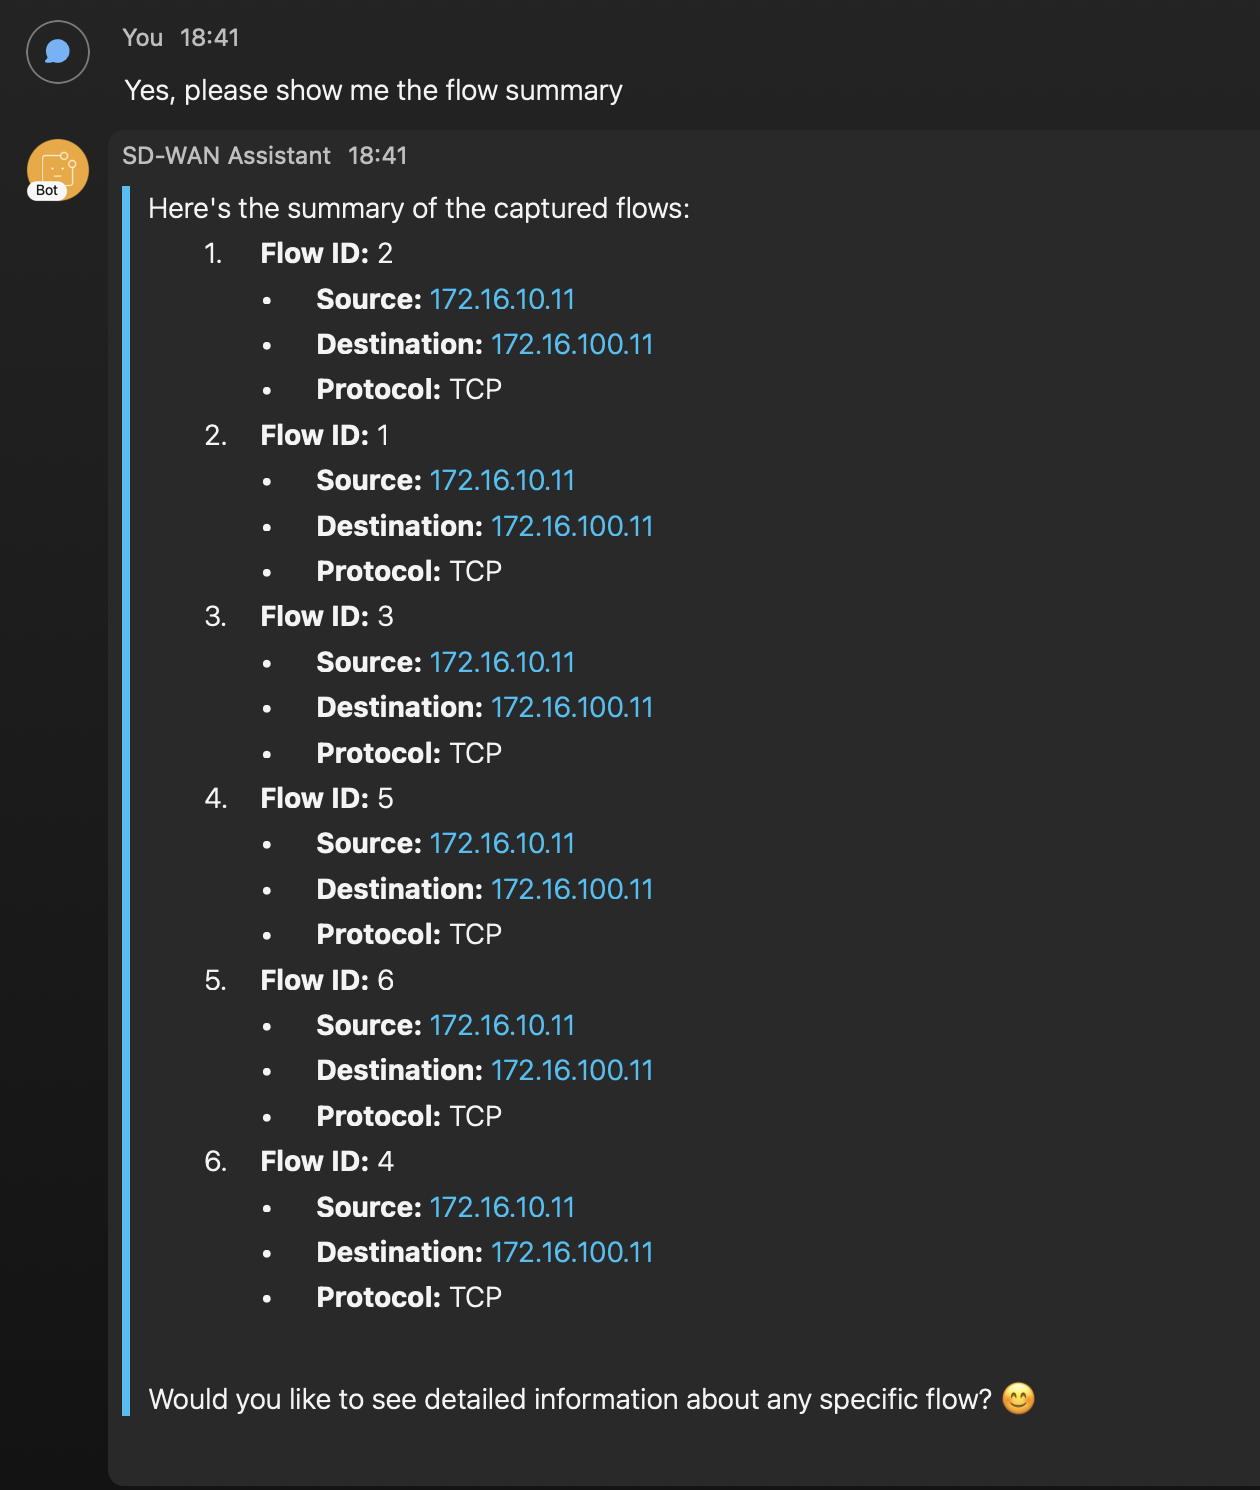 You 18:41
Yes, please show me the flow summary
SD-WAN Assistant 18:41
Bot
Here's the summary of the captured flows:
1. Flow ID: 2
• Source: 172.16.10.11
• Destination: 172.16.100.11
• Protocol: TCP
2. Flow ID: 1
• Source: 172.16.10.11
• Destination: 172.16.100.11
• Protocol: TCP
3. Flow ID: 3
• Source: 172.16.10.11
• Destination: 172.16.100.11
• Protocol: TCP
4. Flow ID: 5
• Source: 172.16.10.11
• Destination: 172.16.100.11
• Protocol: TCP
5. Flow ID: 6
• Source: 172.16.10.11
• Destination: 172.16.100.11
• Protocol: TCP
6. Flow ID: 4
• Source: 172.16.10.11
• Destination: 172.16.100.11
• Protocol: TCP
Would you like to see detailed information about any specific flow? 😊